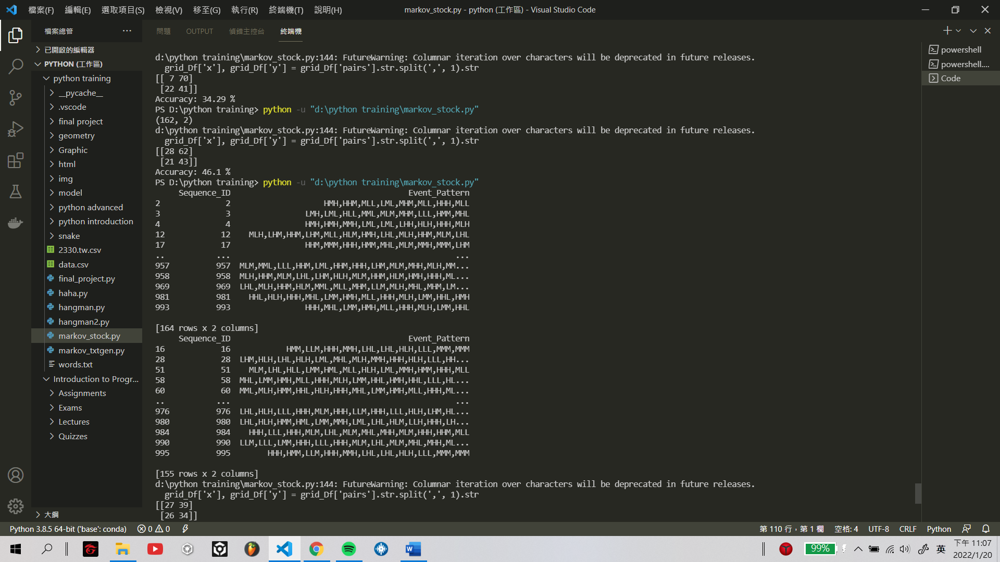 檔案(F) 編輯(E) 選取項目(S) 檢視(V) 移至(G) 執行(R) 終端機(T) 說明(H) markov_stock.py - python (工作區) - Visual Studio Code
檔案總管 ...
已開啟的編輯器
PYTHON (工作區)
python training
__pycache__
.vscode
final project
geometry
Graphic
html
img
model
python advanced
python introduction
snake
2330.tw.csv
data.csv
final_project.py
haha.py
hangman.py
hangman2.py
markov_stock.py
markov_txtgen.py
words.txt
Introduction to Progr...
Assignments
Exams
Lectures
Quizzes
大綱
問題 OUTPUT 偵錯主控台 終端機
d:\python training\markov_stock.py:144: FutureWarning: Columnar iteration over characters will be deprecated in future releases.
  grid_Df['x'], grid_Df['y'] = grid_Df['pairs'].str.split(',', 1).str
[[ 7 70]
 [22 41]]
Accuracy: 34.29 %
PS D:\python training> python -u "d:\python training\markov_stock.py"
(162, 2)
d:\python training\markov_stock.py:144: FutureWarning: Columnar iteration over characters will be deprecated in future releases.
  grid_Df['x'], grid_Df['y'] = grid_Df['pairs'].str.split(',', 1).str
[[28 62]
 [21 43]]
Accuracy: 46.1 %
PS D:\python training> python -u "d:\python training\markov_stock.py"
     Sequence_ID                                      Event_Pattern
2              2                    HMH,HHM,MLL,LML,MHM,MLL,HHH,MLL
3              3                LMH,LML,HLL,MML,MLM,MHM,LLL,HMM,MHL
4              4                HMH,HMH,MMH,LML,LML,LHH,HLH,HHH,MLH
12            12    MLH,LHM,HHM,LHM,MLL,HLM,HMH,LHL,MLH,HHM,MLM,LHL
17            17                HHM,MMM,HHH,HMM,MHL,MLM,MMH,MMM,LHM
..           ...                                                ...
957          957  MLM,MML,LLL,HHM,LML,HHM,HHH,LHM,MLM,MHH,MLH,MM...
958          958  MLH,HHM,MLM,LHL,LHM,HLH,MLM,HHM,HLM,HMH,HHH,ML...
969          969  LHL,MLH,HHM,HLM,MML,MLL,MHM,LLM,MLH,MHL,MHM,LM...
981          981    HHL,HLH,HHH,MHL,LMM,HMH,MLL,HHH,MLH,LMM,HHL,HMH
993          993                HHH,MHL,LMM,HMH,MLL,HHH,MLH,LMM,HHL
[164 rows x 2 columns]
     Sequence_ID                                      Event_Pattern
16            16            HMM,LLM,HHH,MMH,LHL,LHL,HLH,LLL,MMM,MMM
28            28  LHM,HLH,LHL,HLH,LML,MHL,MLH,MMH,HHH,HLH,LLL,HH...
51            51    MLM,LHL,HLL,LMM,HML,MLL,HLH,LML,MMH,HMM,HHH,MLL
58            58  MHL,LMM,HMH,MLL,HHH,MLH,LMM,HHL,HMH,HHL,LLL,HL...
60            60  MML,MLH,HMM,HHL,HLH,HHH,MHL,LMM,HMH,MLL,HHH,ML...
..           ...                                                ...
976          976  LHL,HLH,LLL,HHH,MLM,HHH,LLM,HHH,LLL,HLH,LHM,HL...
980          980  LHL,HLH,HMM,HML,LMM,MMH,LML,LHL,HLM,LLH,HHH,LH...
984          984    HHH,LLL,HHH,MLM,LHL,MLM,MHL,MHH,MLM,HHH,HHM,MLL
990          990  LLM,LLL,LMM,HHH,LLL,HHH,MLM,LHL,MLM,MHL,MHH,ML...
995          995        HHH,HMM,LLM,HHH,MMH,LHL,LHL,HLH,LLL,MMM,MMM
[155 rows x 2 columns]
d:\python training\markov_stock.py:144: FutureWarning: Columnar iteration over characters will be deprecated in future releases.
  grid_Df['x'], grid_Df['y'] = grid_Df['pairs'].str.split(',', 1).str
[[27 39]
 [26 34]]
powershell
powershell....
Code
Python 3.8.5 64-bit ('base': conda) 0 0 第 110 行，第 1 欄 空格: 4 UTF-8 CRLF Python
99% 英 下午 11:07
2022/1/20